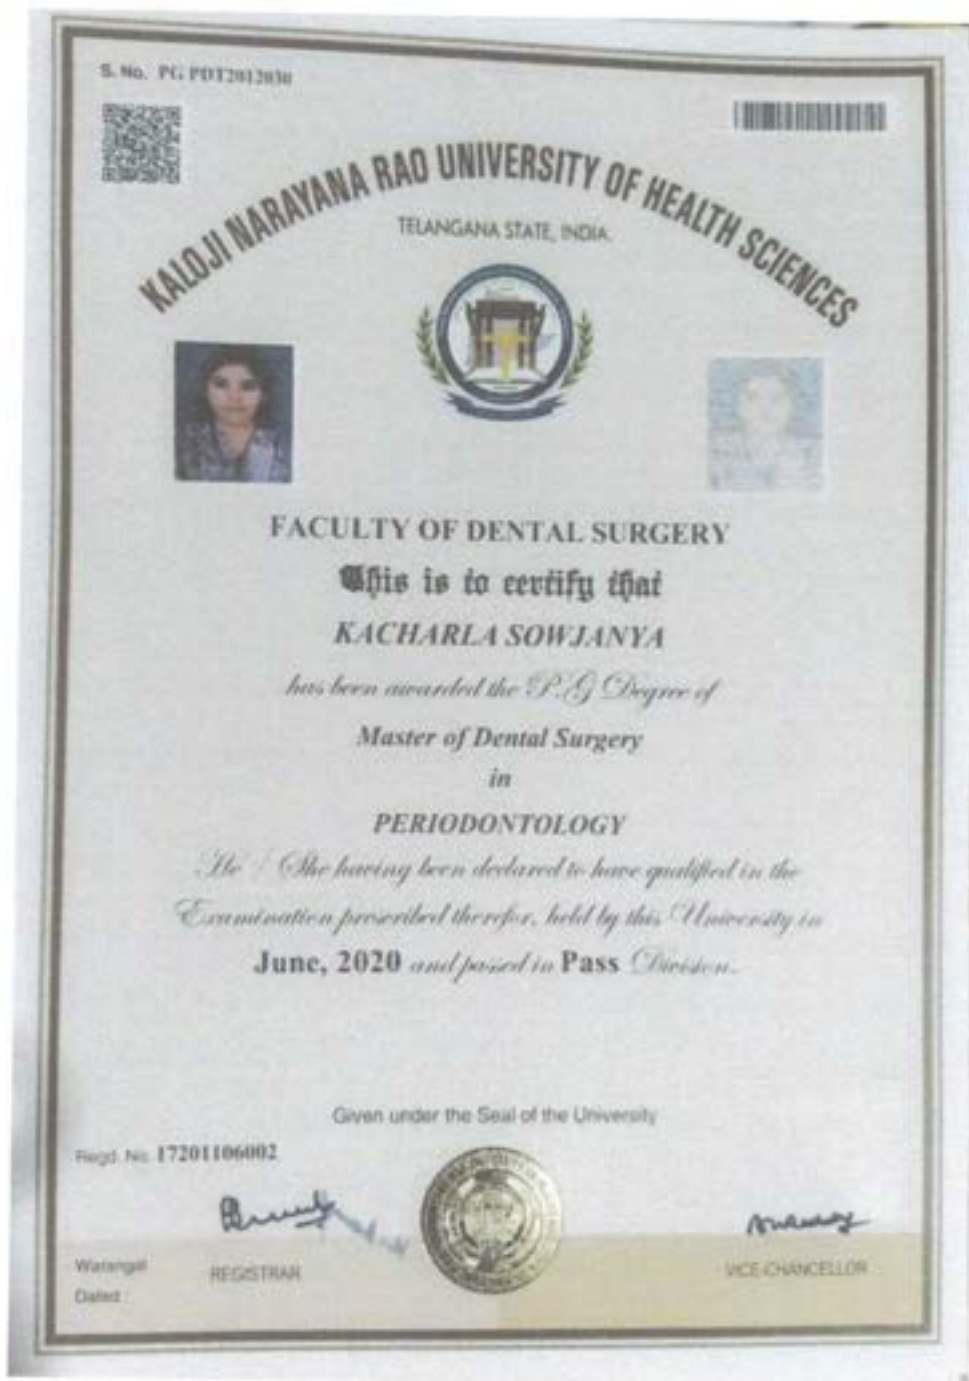 S. No. PG PDT2012030
KALOJI NARAYANA RAO UNIVERSITY OF HEALTH SCIENCES
TELANGANA STATE, INDIA.
FACULTY OF DENTAL SURGERY
This is to certify that
KACHARLA SOWJANYA
has been awarded the P.G Degree of
Master of Dental Surgery
in
PERIODONTOLOGY
He / She having been declared to have qualified in the
Examination prescribed therefor, held by this University in
June, 2020 and passed in Pass Division.
Given under the Seal of the University
Regd. No. 17201106002
Warangal
REGISTRAR
VICE-CHANCELLOR
Dated :